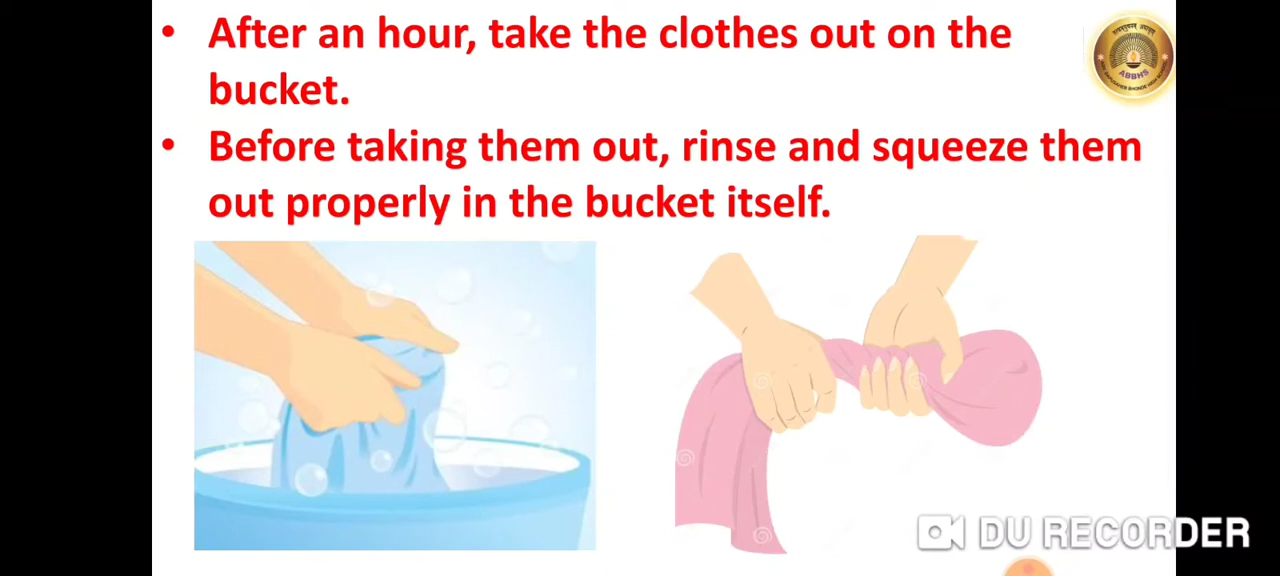 • After an hour, take the clothes out on the
bucket.
• Before taking them out, rinse and squeeze them
out properly in the bucket itself.
ABBHS
DU RECORDER